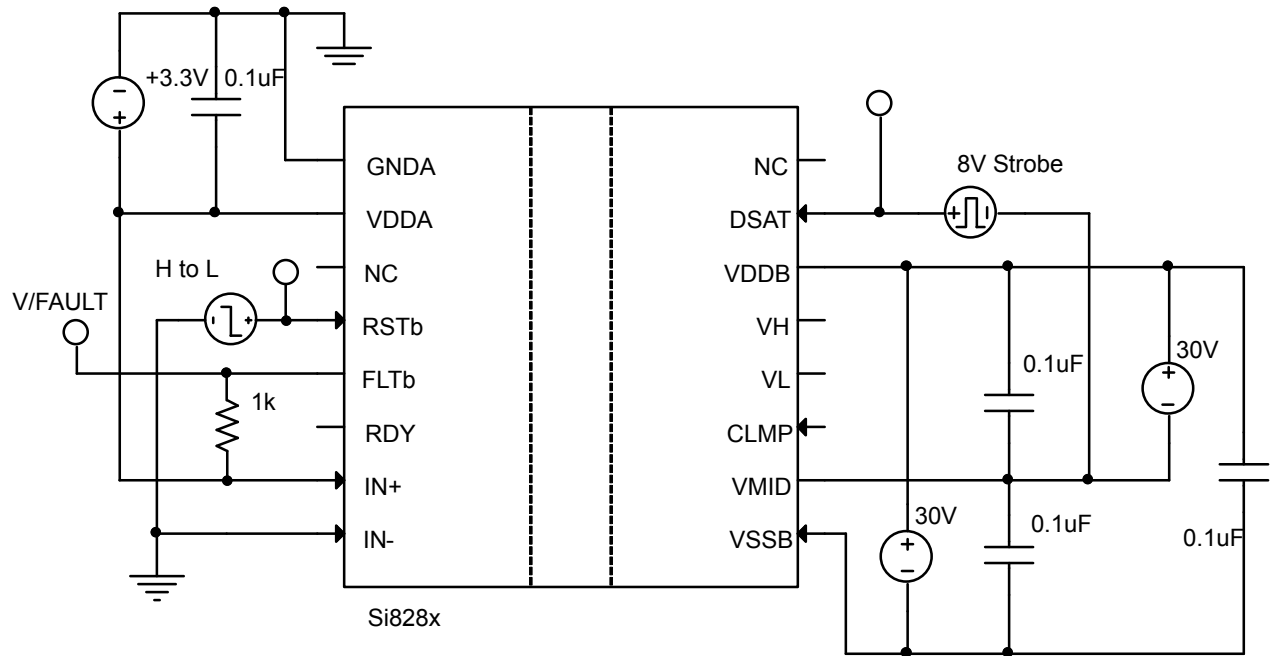 +3.3V
0.1uF
GNDA
VDDA
NC
RSTb
FLTb
RDY
IN+
IN-
H to L
V/FAULT
1k
Si828x
NC
DSAT
VDDB
VH
VL
CLMP
VMID
VSSB
8V Strobe
0.1uF
30V
30V
0.1uF
0.1uF